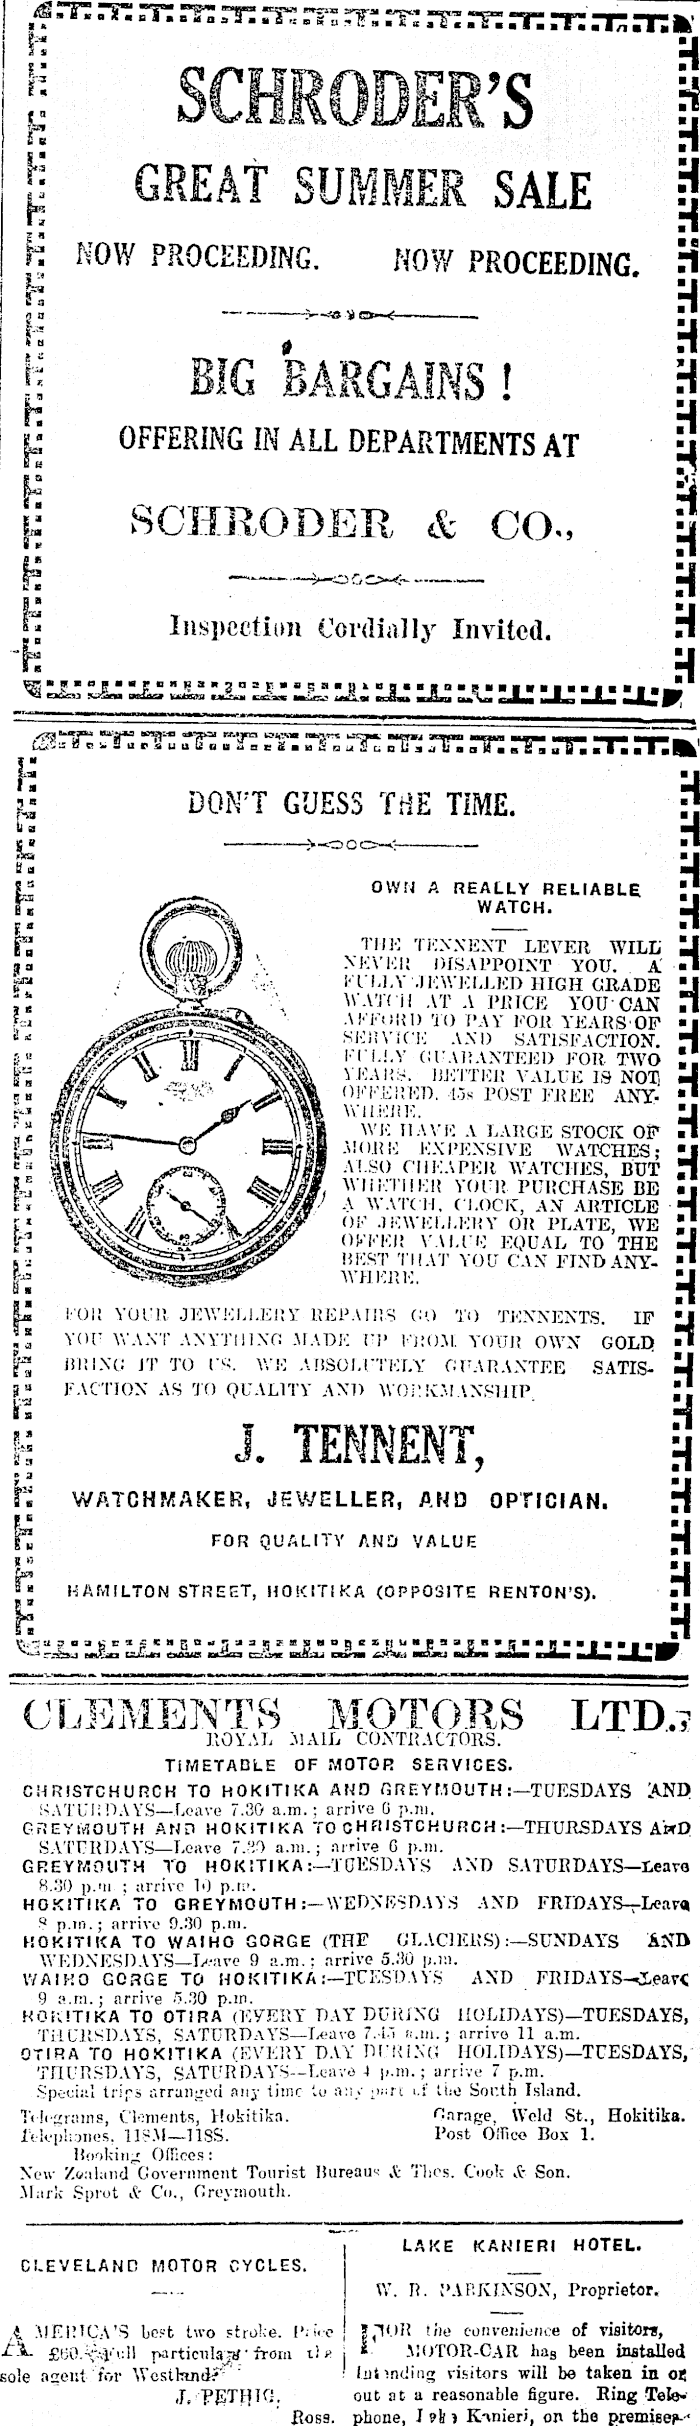 SCHRODER'S
GREAT SUMMER SALE
NOW PROCEEDING. NOW PROCEEDING.
BIG BARGAINS !
OFFERING IN ALL DEPARTMENTS AT
SCHRODER & CO.,
Inspection Cordially Invited.
DON'T GUESS THE TIME.
OWN A REALLY RELIABLE
WATCH.
THE TENNENT LEVER WILL
NEVER DISAPPOINT YOU. A
FULLY JEWELLED HIGH GRADE
WATCH AT A PRICE YOU CAN
AFFORD TO PAY FOR YEARS OF
SERVICE AND SATISFACTION.
FULLY GUARANTEED FOR TWO
YEARS. BETTER VALUE IS NOT
OFFERED. 45s POST FREE ANY-
WHERE.
WE HAVE A LARGE STOCK OF
MORE EXPENSIVE WATCHES;
ALSO CHEAPER WATCHES, BUT
WHETHER YOUR PURCHASE BE
A WATCH, CLOCK, AN ARTICLE
OF JEWELLERY OR PLATE, WE
OFFER VALUE EQUAL TO THE
BEST THAT YOU CAN FIND ANY-
WHERE.
FOR YOUR JEWELLERY REPAIRS GO TO TENNENTS. IF
YOU WANT ANYTHING MADE UP FROM YOUR OWN GOLD
BRING IT TO US. WE ABSOLUTELY GUARANTEE SATIS-
FACTION AS TO QUALITY AND WORKMANSHIP.
J. TENNENT,
WATCHMAKER, JEWELLER, AND OPTICIAN.
FOR QUALITY AND VALUE
HAMILTON STREET, HOKITIKA (OPPOSITE RENTON'S).
CLEMENTS MOTORS LTD.,
ROYAL MAIL CONTRACTORS.
TIMETABLE OF MOTOR SERVICES.
CHRISTCHURCH TO HOKITIKA AND GREYMOUTH:—TUESDAYS AND
SATURDAYS—Leave 7.30 a.m.; arrive 6 p.m.
GREYMOUTH AND HOKITIKA TO CHRISTCHURCH:—THURSDAYS AND
SATURDAYS—Leave 7.30 a.m.; arrive 6 p.m.
GREYMOUTH TO HOKITIKA:—TUESDAYS AND SATURDAYS—Leave
8.30 p.m.; arrive 10 p.m.
HOKITIKA TO GREYMOUTH:—WEDNESDAYS AND FRIDAYS—Leave
8 p.m.; arrive 9.30 p.m.
HOKITIKA TO WAIHO GORGE (THE GLACIERS):—SUNDAYS AND
WEDNESDAYS—Leave 9 a.m.; arrive 5.30 p.m.
WAIHO GORGE TO HOKITIKA:—TUESDAYS AND FRIDAYS—Leave
9 a.m.; arrive 5.30 p.m.
HOKITIKA TO OTIRA (EVERY DAY DURING HOLIDAYS)—TUESDAYS,
THURSDAYS, SATURDAYS—Leave 7.45 a.m.; arrive 11 a.m.
OTIRA TO HOKITIKA (EVERY DAY DURING HOLIDAYS)—TUESDAYS,
THURSDAYS, SATURDAYS—Leave 4 p.m.; arrive 7 p.m.
Special trips arranged any time to any part of the South Island.
Telegrams, Clements, Hokitika. Garage, Weld St., Hokitika.
Telephones, 118M—118S. Post Office Box 1.
Booking Offices:
New Zealand Government Tourist Bureaus & Thos. Cook & Son.
Mark Sprot & Co., Greymouth.
CLEVELAND MOTOR CYCLES.
AMERICA'S best two stroke. Price
£60. Full particulars from the
sole agent for Westland.
J. PETHIG,
Ross.
LAKE KANIERI HOTEL.
W. R. PARKINSON, Proprietor.
FOR the convenience of visitors,
MOTOR-CAR has been installed
Intending visitors will be taken in or
out at a reasonable figure. Ring Tele-
phone, Lake Kanieri, on the premises